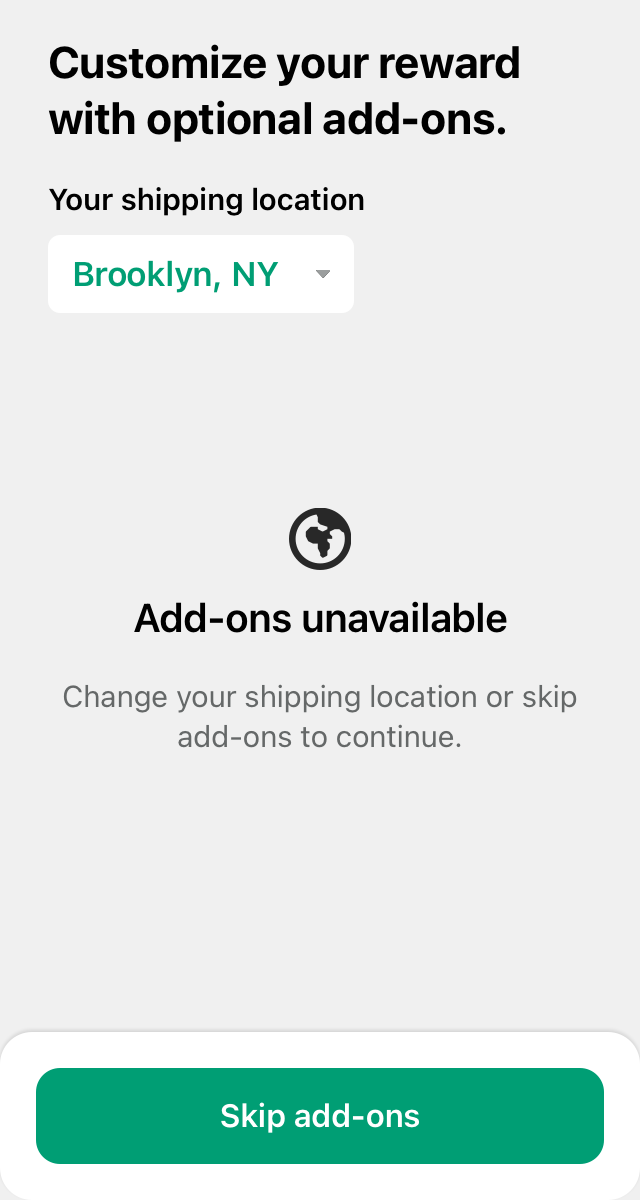 Customize your reward
with optional add-ons.
Your shipping location
Brooklyn, NY
Add-ons unavailable
Change your shipping location or skip
add-ons to continue.
Skip add-ons